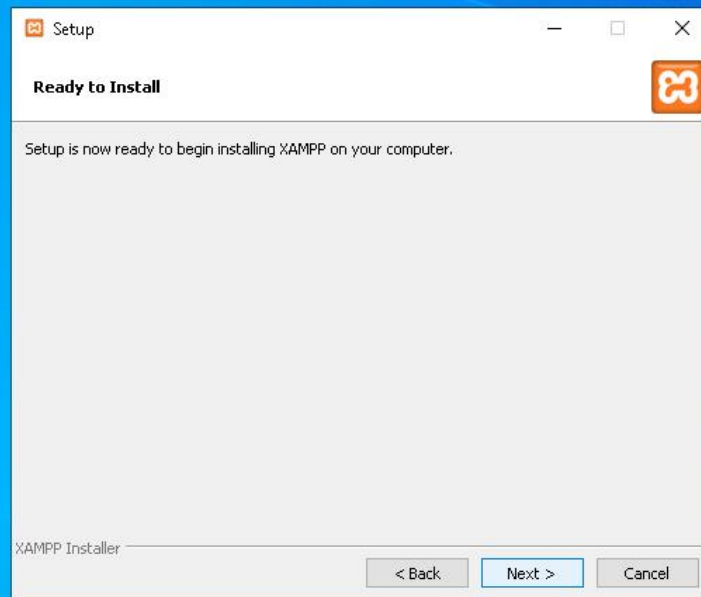 Setup
Ready to Install
Setup is now ready to begin installing XAMPP on your computer.
XAMPP Installer
< Back
Next >
Cancel